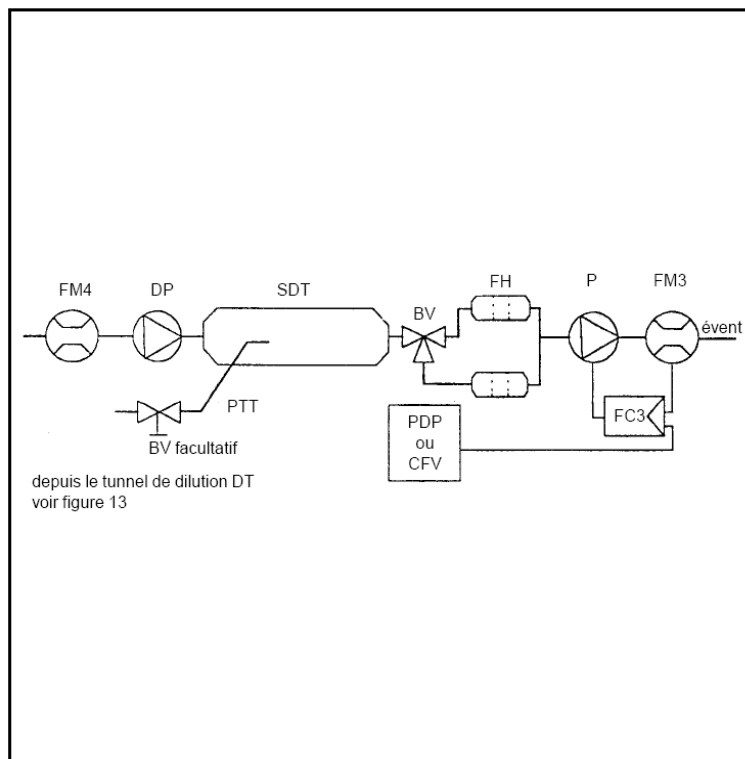 FM4
DP
SDT
BV
FH
P
FM3
évent
PTT
BV facultatif
FC3
PDP
ou
CFV
depuis le tunnel de dilution DT
voir figure 13